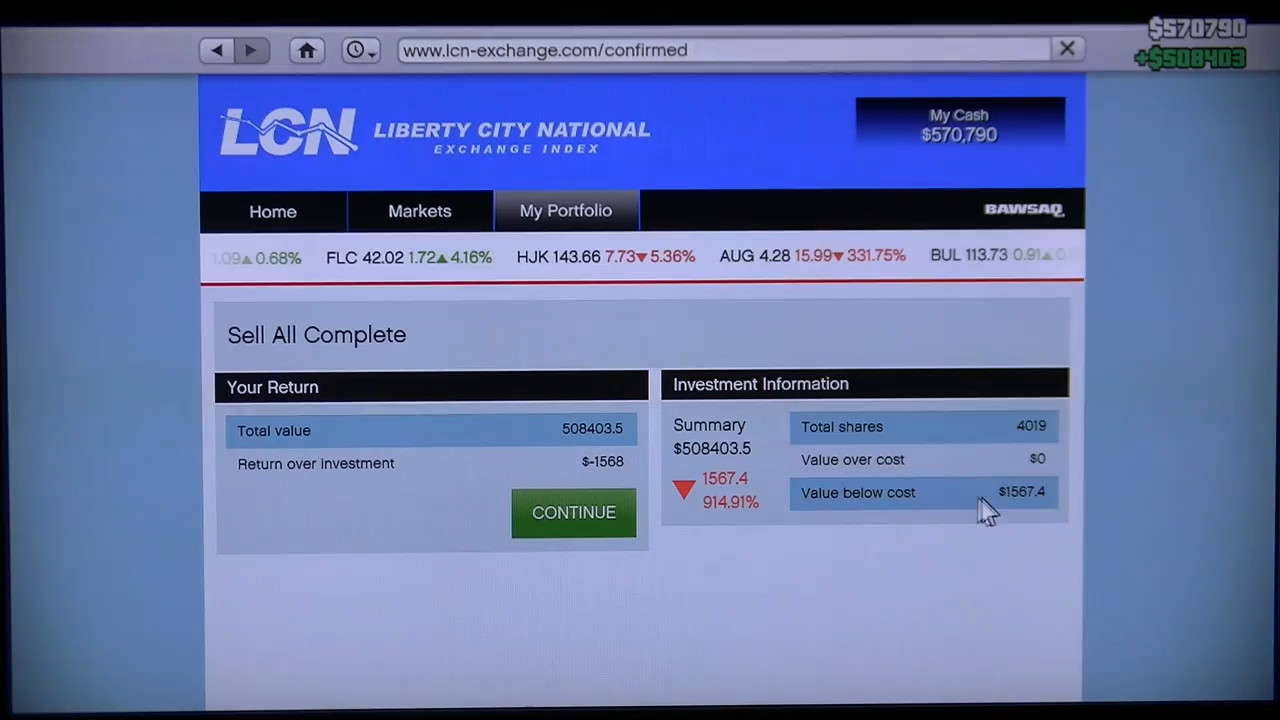 $570790
+$508403
www.lcn-exchange.com/confirmed
LCN LIBERTY CITY NATIONAL
EXCHANGE INDEX
My Cash
$570,790
Home Markets My Portfolio BAWSAQ
.09▲0.68% FLC 42.02 1.72▲4.16% HJK 143.66 7.73▼5.36% AUG 4.28 15.99▼331.75% BUL 113.73 0.91▲
Sell All Complete
Your Return
Total value 508403.5
Return over investment $-1568
CONTINUE
Investment Information
Summary
$508403.5
▼ 1567.4
914.91%
Total shares 4019
Value over cost $0
Value below cost $1567.4